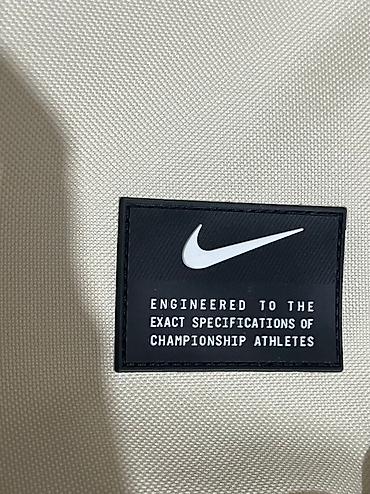 ENGINEERED TO THE
EXACT SPECIFICATIONS OF
CHAMPIONSHIP ATHLETES